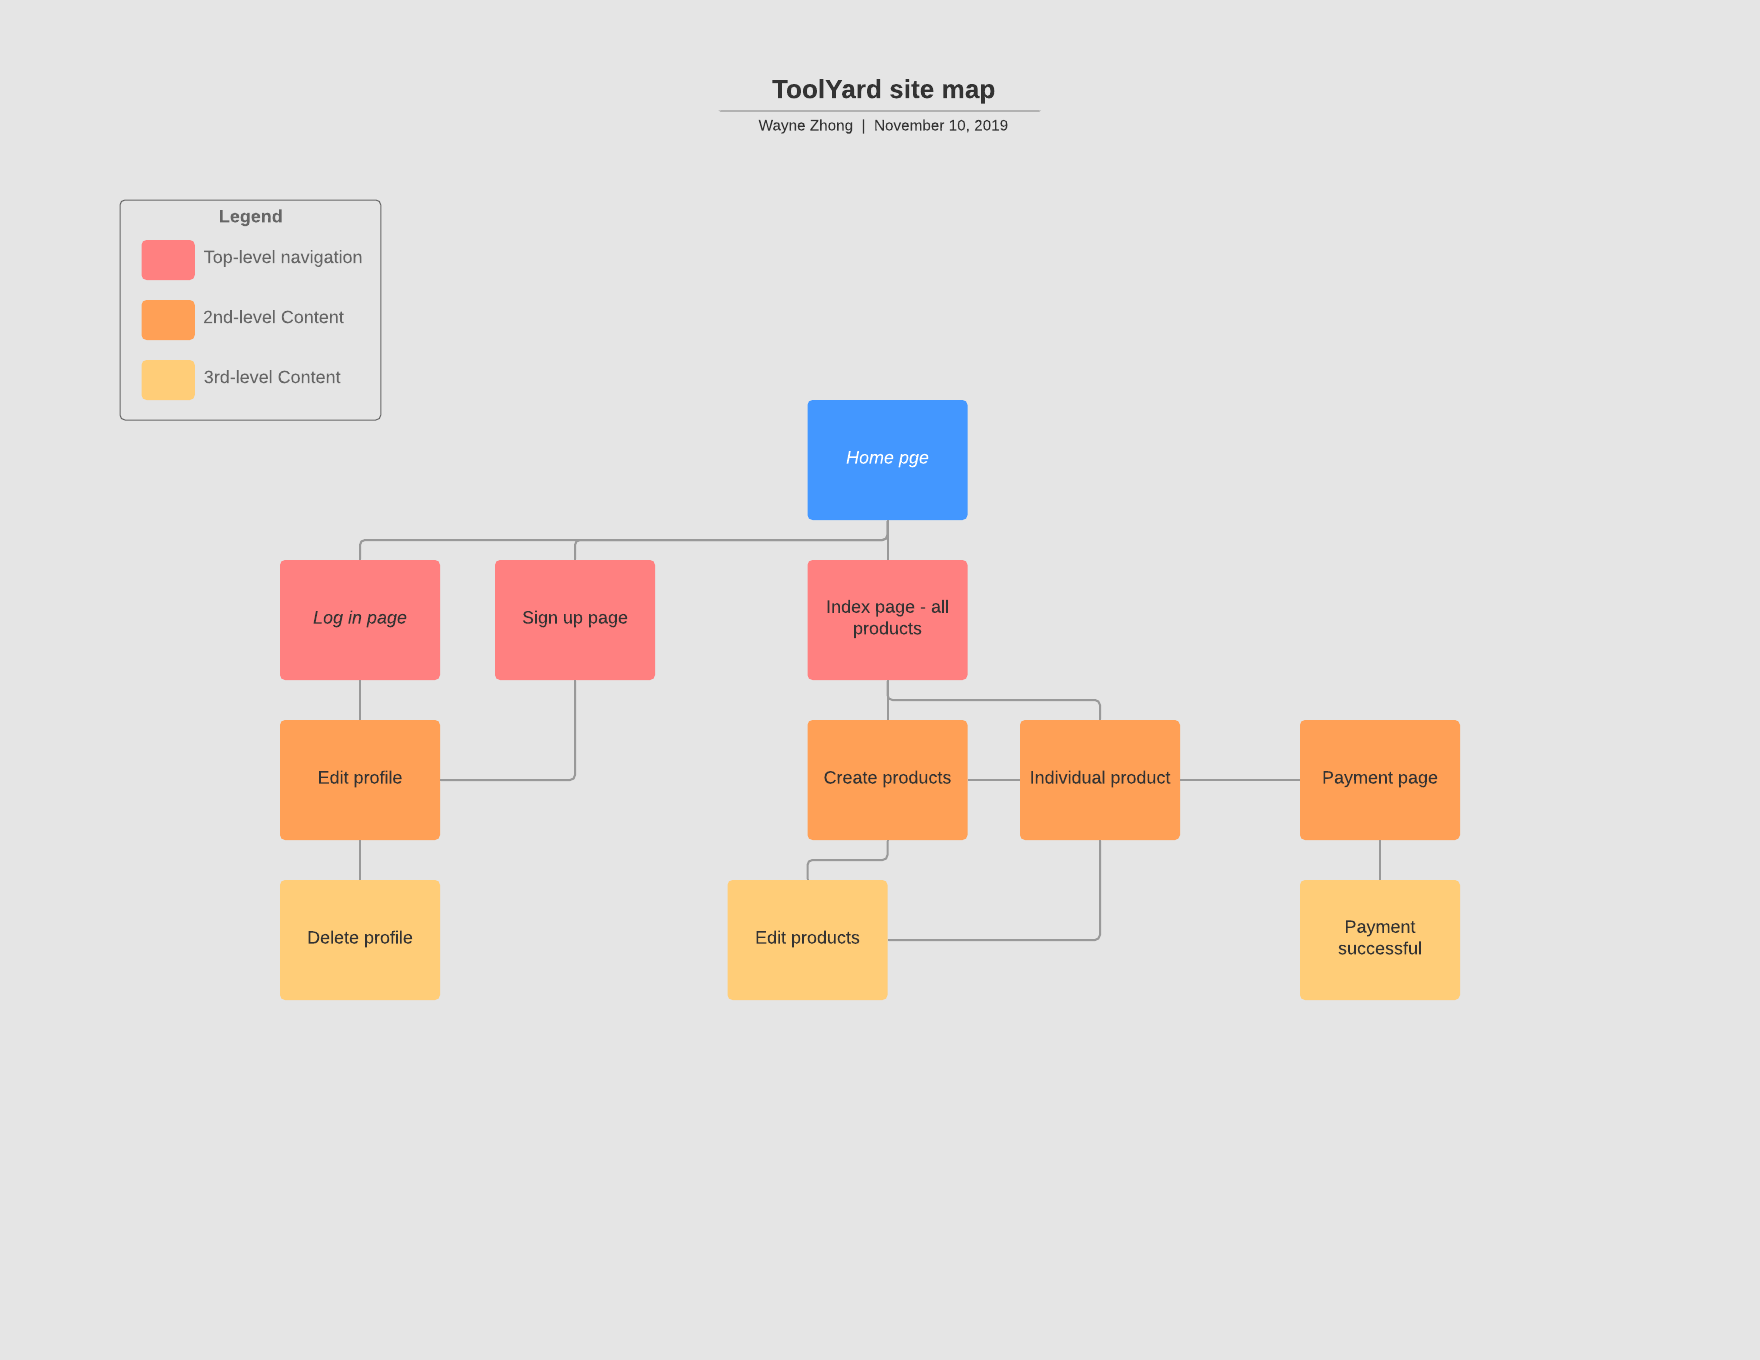 ToolYard site map
Wayne Zhong | November 10, 2019
Legend
Top-level navigation
2nd-level Content
3rd-level Content
Home pge
Log in page
Sign up page
Index page - all
products
Edit profile
Create products
Individual product
Payment page
Delete profile
Edit products
Payment
successful